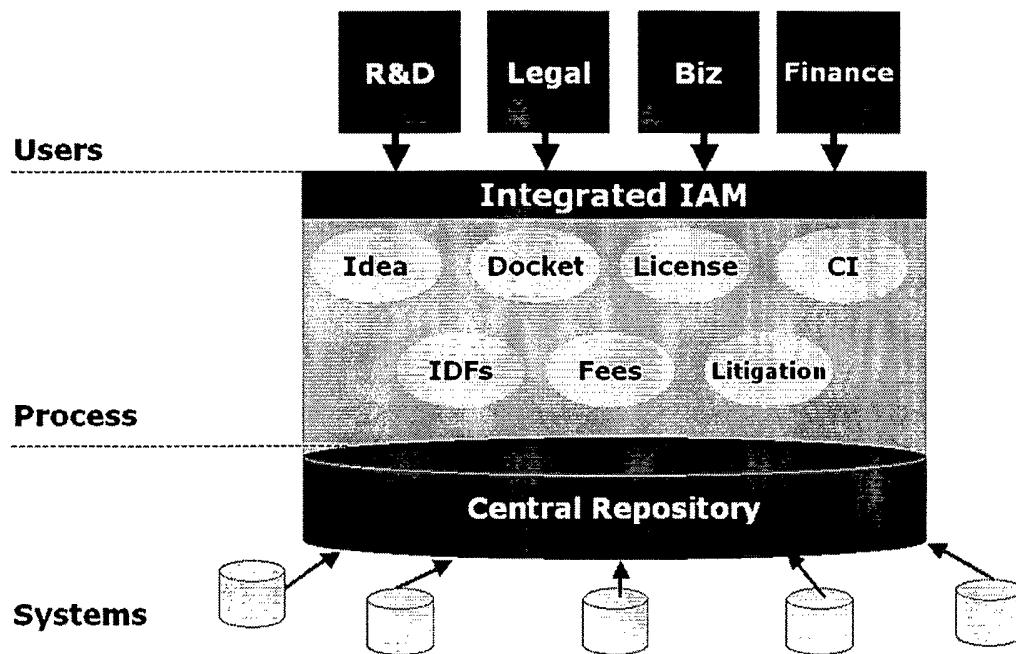 R&D
Legal
Biz
Finance
Users
Integrated IAM
Idea
Docket
License
CI
IDFs
Fees
Litigation
Process
Central Repository
Systems